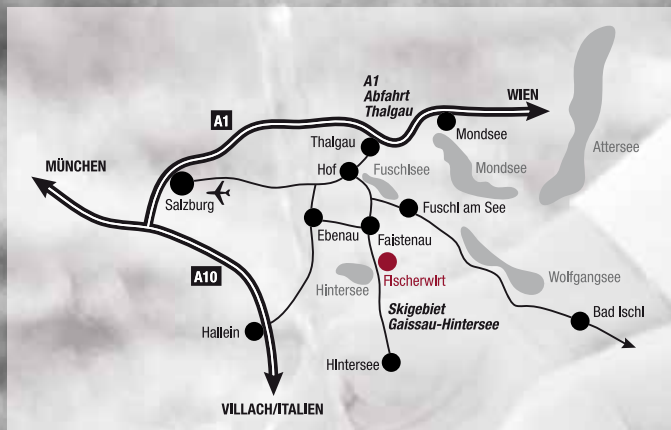 A1
Abfahrt
Thalgau
WIEN
A1
Mondsee
Thalgau
Attersee
MÜNCHEN
Hof
Fuschlsee
Mondsee
Salzburg
Fuschl am See
Ebenau
Faistenau
Fischerwirt
A10
Hintersee
Wolfgangsee
Skigebiet
Gaissau-Hintersee
Bad Ischl
Hallein
Hintersee
VILLACH/ITALIEN